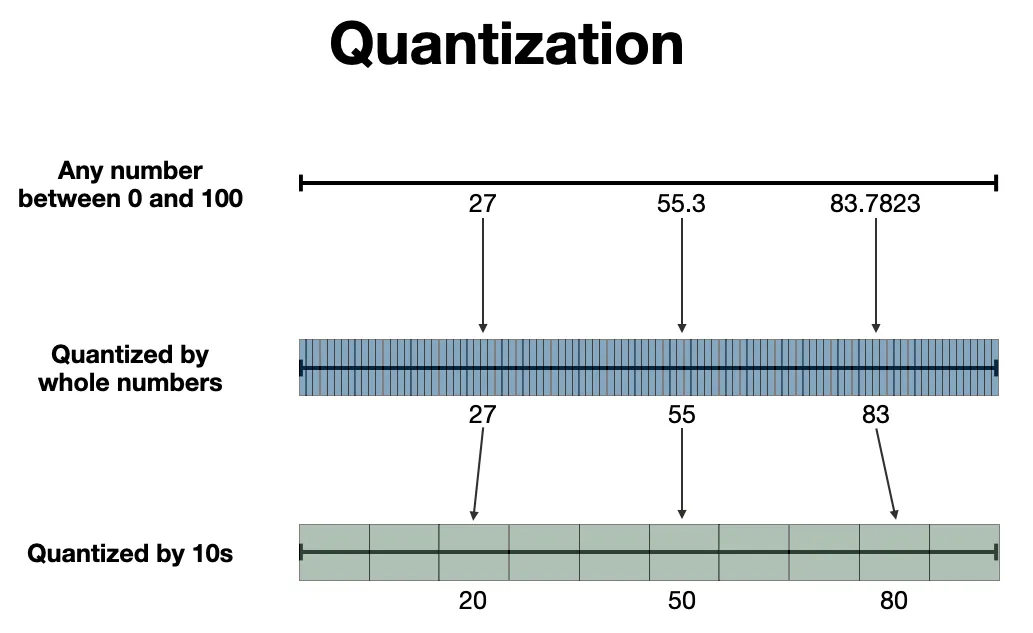 Quantization
Any number
between 0 and 100
27 55.3 83.7823
Quantized by
whole numbers
27 55 83
Quantized by 10s
20 50 80